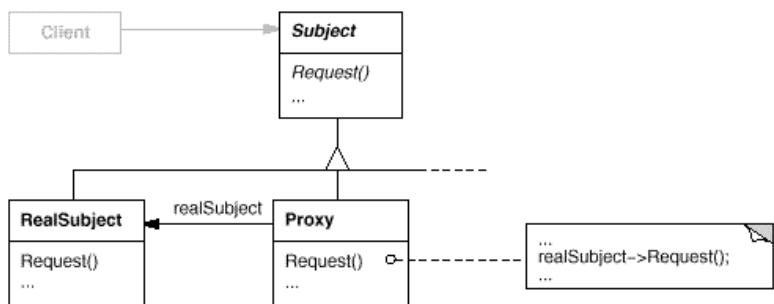 Client
Subject
Request()
...
RealSubject
realSubject
Proxy
Request()
...
Request()
...
...
realSubject->Request();
...